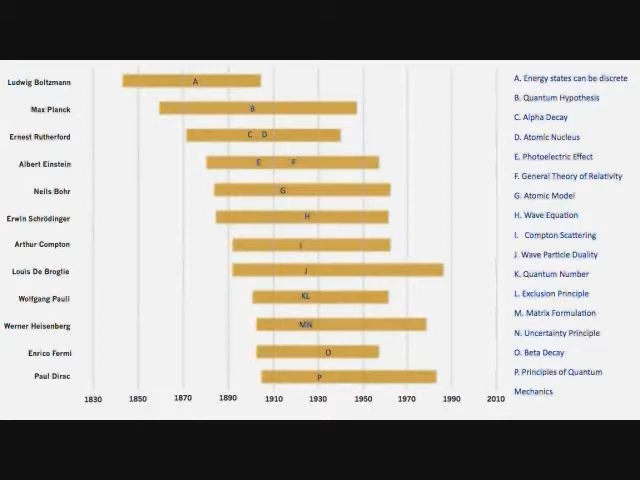 Ludwig Boltzmann
A
Max Planck
B
Ernest Rutherford
C D
Albert Einstein
E F
Neils Bohr
G
Erwin Schrödinger
H
Arthur Compton
I
Louis De Broglie
J
Wolfgang Pauli
KL
Werner Heisenberg
MN
Enrico Fermi
O
Paul Dirac
P
1830 1850 1870 1890 1910 1930 1950 1970 1990 2010
A. Energy states can be discrete
B. Quantum Hypothesis
C. Alpha Decay
D. Atomic Nucleus
E. Photoelectric Effect
F. General Theory of Relativity
G. Atomic Model
H. Wave Equation
I. Compton Scattering
J. Wave Particle Duality
K. Quantum Number
L. Exclusion Principle
M. Matrix Formulation
N. Uncertainty Principle
O. Beta Decay
P. Principles of Quantum
Mechanics